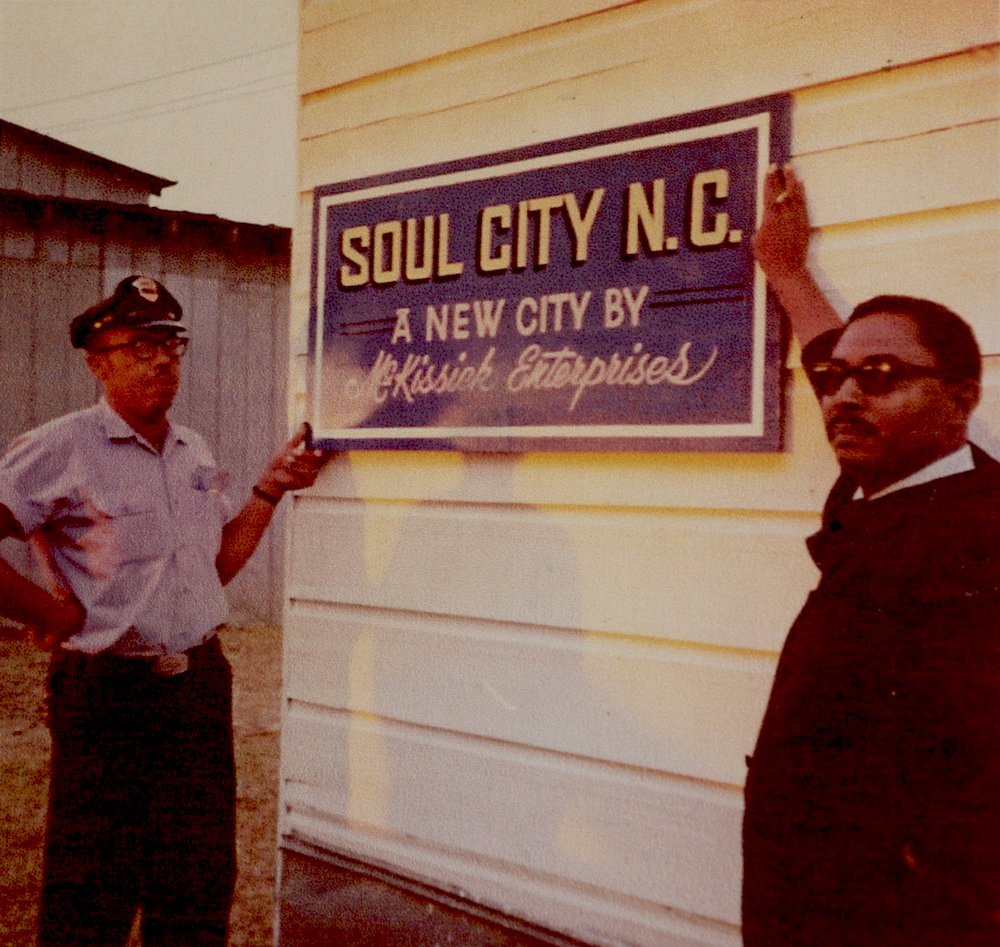 SOUL CITY N.C.
A NEW CITY BY
McKissick Enterprises